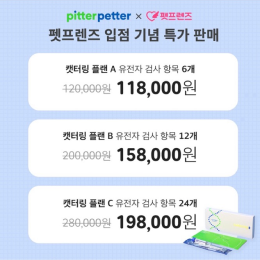 pitterpetter × 펫프렌즈
펫프렌즈 입점 기념 특가 판매
캣터링 플랜 A 유전자 검사 항목 6개
120,000원 118,000원
캣터링 플랜 B 유전자 검사 항목 12개
200,000원 158,000원
캣터링 플랜 C 유전자 검사 항목 24개
280,000원 198,000원